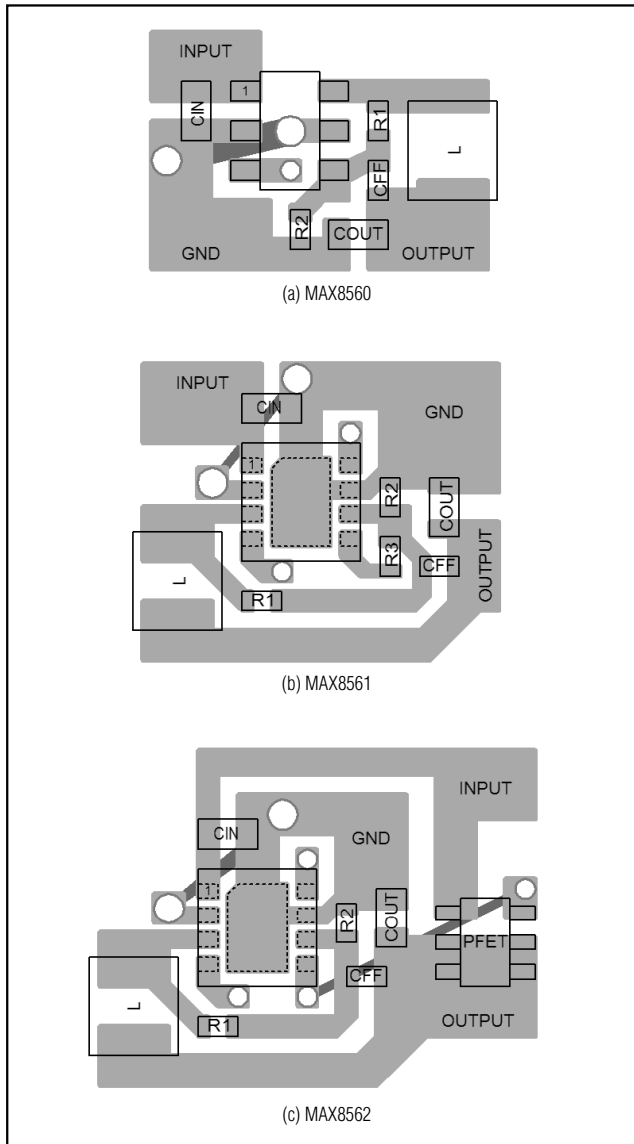 INPUT
1
CIN
R1
L
CFF
R2
COUT
GND
OUTPUT
(a) MAX8560
INPUT
CIN
GND
1
R2
COUT
R3
CFF
OUTPUT
L
R1
(b) MAX8561
INPUT
CIN
GND
1
R2
COUT
PFET
CFF
L
R1
OUTPUT
(c) MAX8562